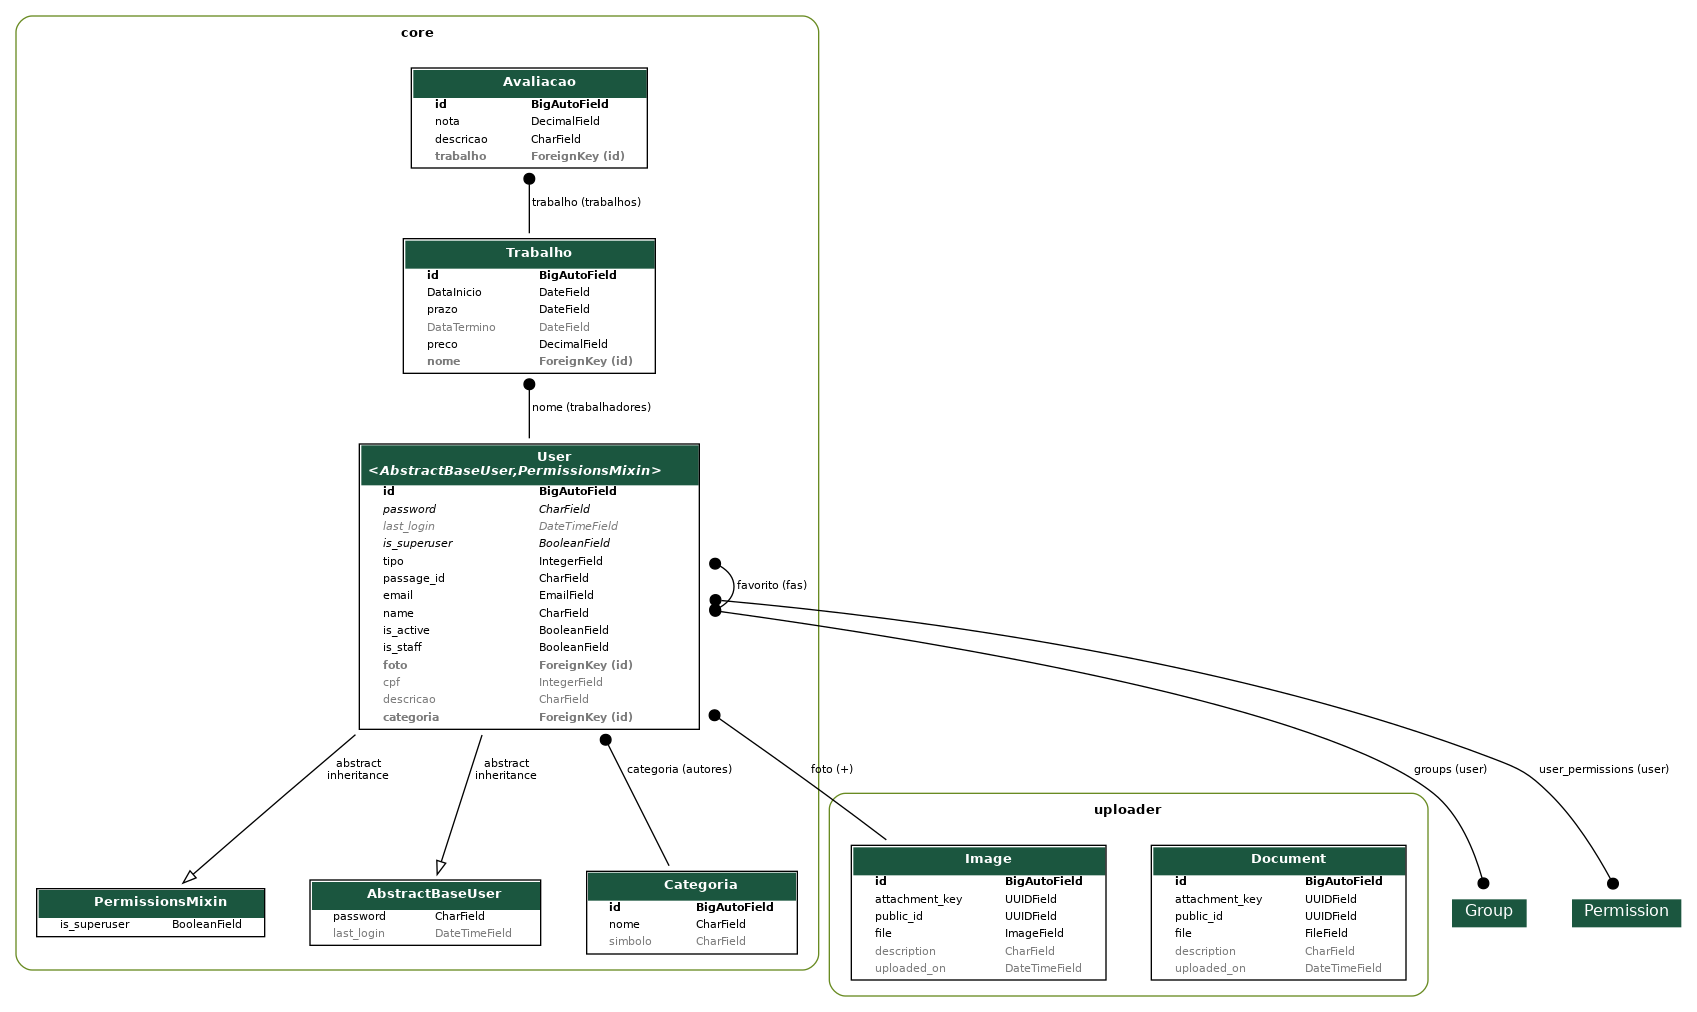 core
Avaliacao
id BigAutoField
nota DecimalField
descricao CharField
trabalho ForeignKey (id)
trabalho (trabalhos)
Trabalho
id BigAutoField
DataInicio DateField
prazo DateField
DataTermino DateField
preco DecimalField
nome ForeignKey (id)
nome (trabalhadores)
User
<AbstractBaseUser,PermissionsMixin>
id BigAutoField
password CharField
last_login DateTimeField
is_superuser BooleanField
tipo IntegerField
passage_id CharField
email EmailField
name CharField
is_active BooleanField
is_staff BooleanField
foto ForeignKey (id)
cpf IntegerField
descricao CharField
categoria ForeignKey (id)
favorito (fas)
abstract
inheritance
abstract
inheritance
categoria (autores)
foto (+)
groups (user)
user_permissions (user)
PermissionsMixin
is_superuser BooleanField
AbstractBaseUser
password CharField
last_login DateTimeField
Categoria
id BigAutoField
nome CharField
simbolo CharField
uploader
Image
id BigAutoField
attachment_key UUIDField
public_id UUIDField
file ImageField
description CharField
uploaded_on DateTimeField
Document
id BigAutoField
attachment_key UUIDField
public_id UUIDField
file FileField
description CharField
uploaded_on DateTimeField
Group
Permission